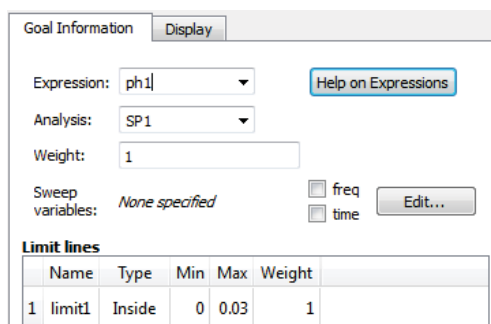 Goal Information Display
Expression: ph1 Help on Expressions
Analysis: SP1
Weight: 1
Sweep variables: None specified freq time Edit...
Limit lines
Name Type Min Max Weight
1 limit1 Inside 0 0.03 1